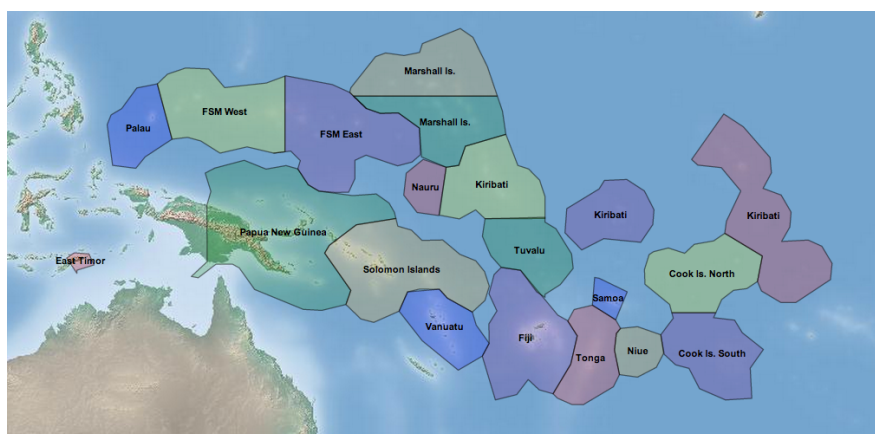 Marshall Is.
FSM West
Palau
FSM East
Marshall Is.
Nauru
Kiribati
Kiribati
Kiribati
Papua New Guinea
Tuvalu
East Timor
Solomon Islands
Cook Is. North
Samoa
Vanuatu
Fiji
Tonga
Niue
Cook Is. South